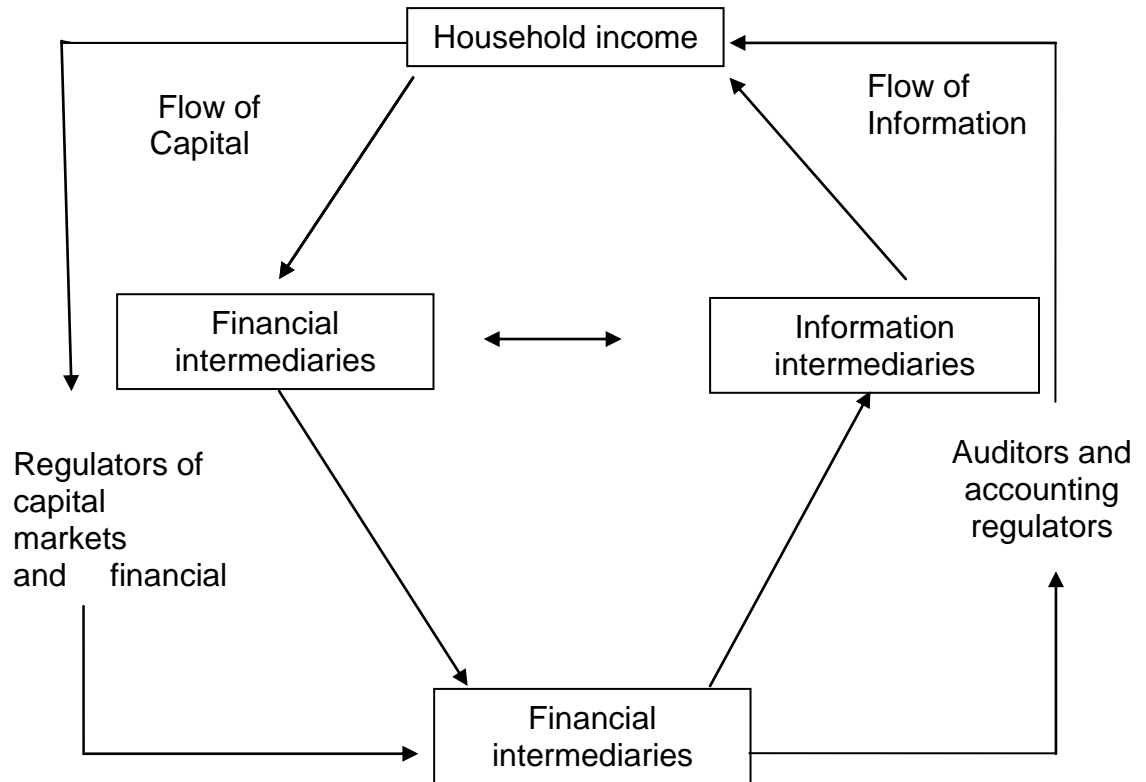 Household income
Flow of
Capital
Flow of
Information
Financial
intermediaries
Information
intermediaries
Regulators of
capital
markets
and financial
Auditors and
accounting
regulators
Financial
intermediaries